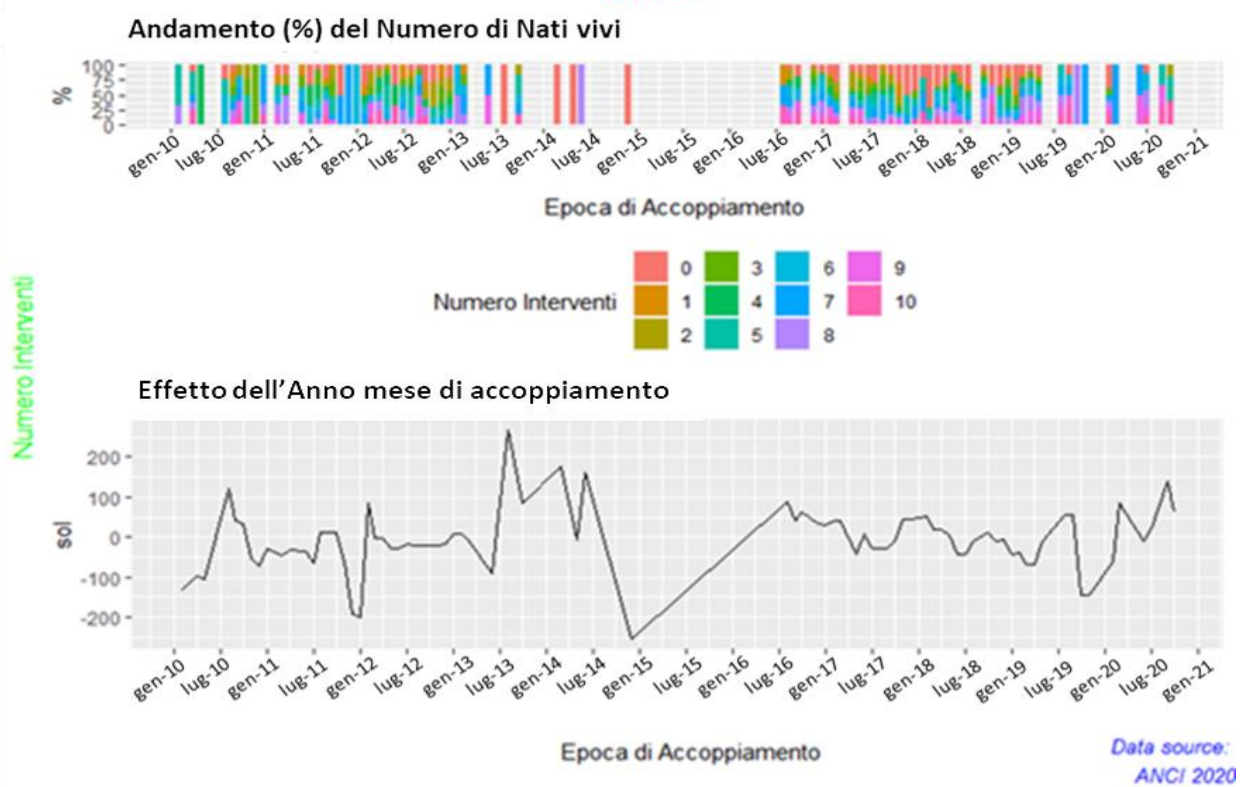 Andamento (%) del Numero di Nati vivi
100
75
50
25
0
%
gen-10 lug-10 gen-11 lug-11 gen-12 lug-12 gen-13 lug-13 gen-14 lug-14 gen-15 lug-15 gen-16 lug-16 gen-17 lug-17 gen-18 lug-18 gen-19 lug-19 gen-20 lug-20 gen-21
Epoca di Accoppiamento
Numero Interventi
0 3 6 9
1 4 7 10
2 5 8
Numero Interventi
Effetto dell'Anno mese di accoppiamento
200
100
0
-100
-200
sol
gen-10 lug-10 gen-11 lug-11 gen-12 lug-12 gen-13 lug-13 gen-14 lug-14 gen-15 lug-15 gen-16 lug-16 gen-17 lug-17 gen-18 lug-18 gen-19 lug-19 gen-20 lug-20 gen-21
Epoca di Accoppiamento
Data source:
ANCI 2020